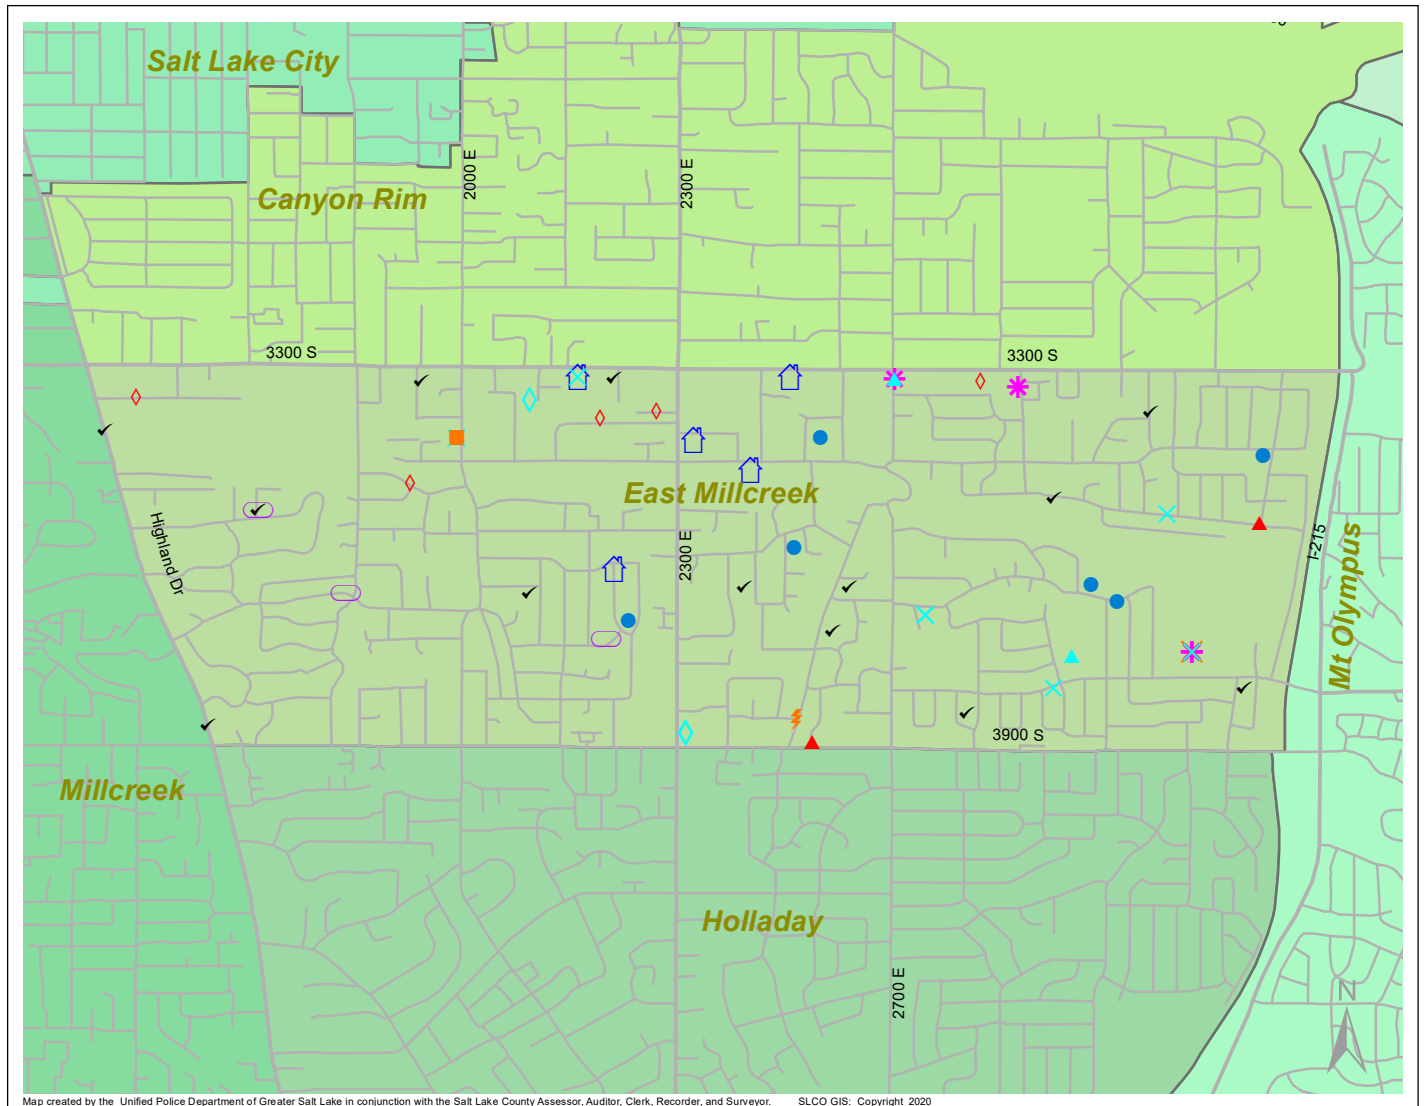 Salt Lake City
2000 E
2300 E
Canyon Rim
3300 S
3300 S
East Millcreek
Highland Dr
2300 E
I-215
Mt Olympus
3900 S
Millcreek
Holladay
2700 E
N
Map created by the Unified Police Department of Greater Salt Lake in conjunction with the Salt Lake County Assessor, Auditor, Clerk, Recorder, and Surveyor. SLCO GIS: Copyright 2020